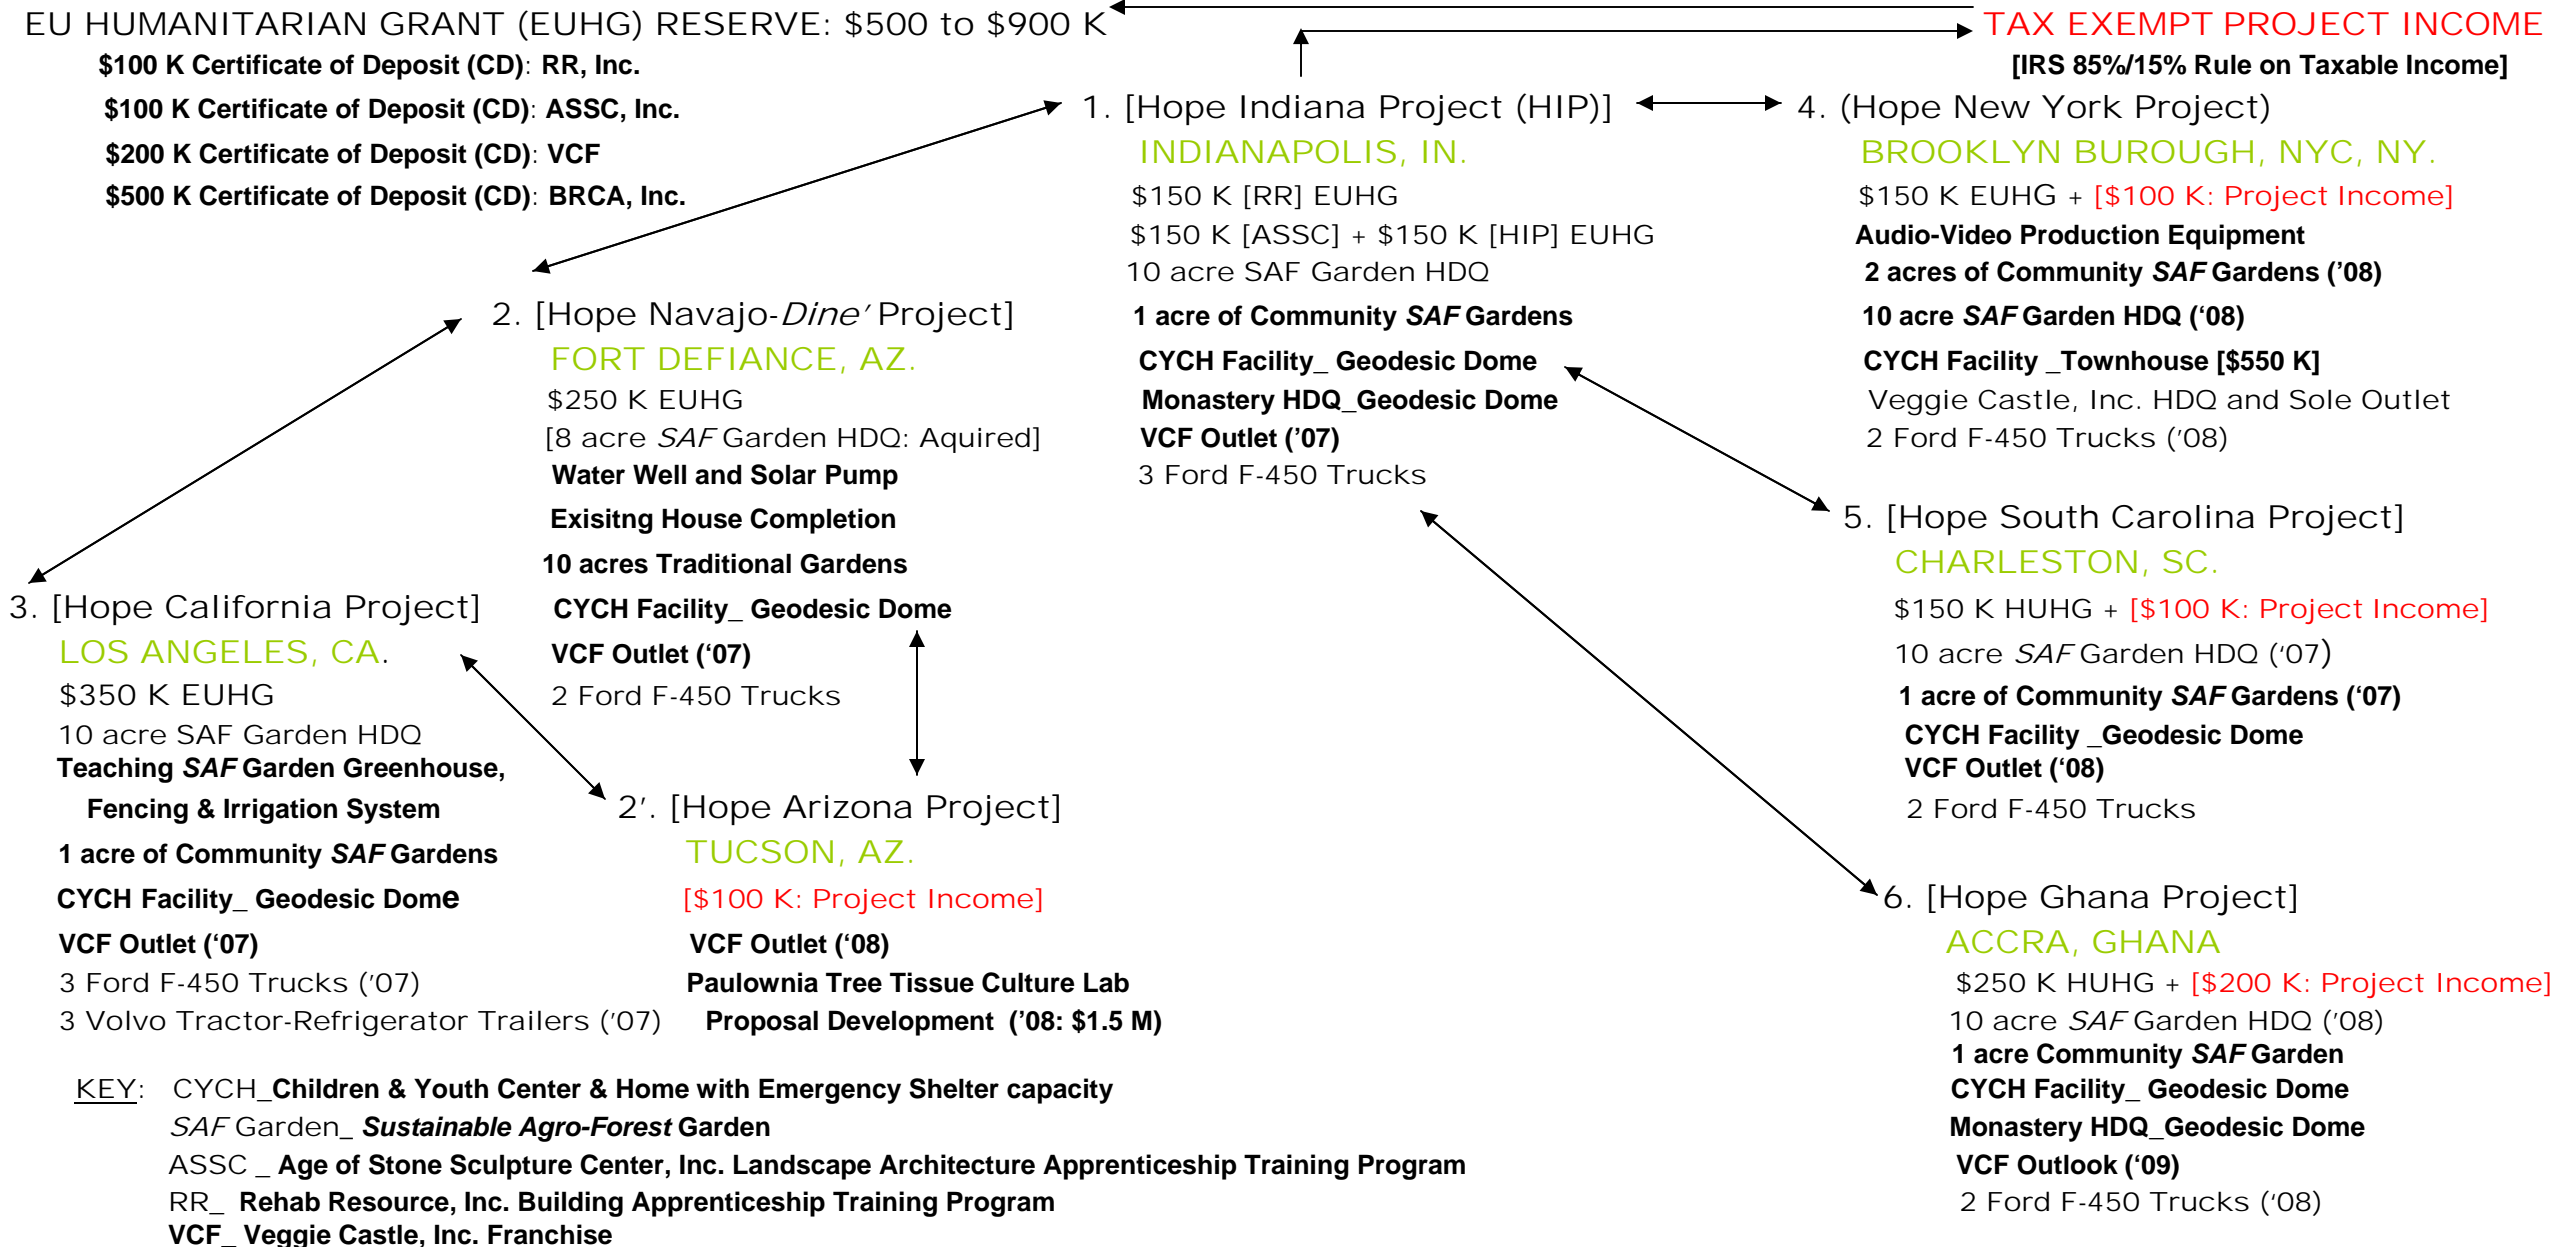 EU HUMANITARIAN GRANT (EUHG) RESERVE: $500 to $900 K
$100 K Certificate of Deposit (CD): RR, Inc.
$100 K Certificate of Deposit (CD): ASSC, Inc.
$200 K Certificate of Deposit (CD): VCF
$500 K Certificate of Deposit (CD): BRCA, Inc.
TAX EXEMPT PROJECT INCOME
[IRS 85%/15% Rule on Taxable Income]
1. [Hope Indiana Project (HIP)]
INDIANAPOLIS, IN.
$150 K [RR] EUHG
$150 K [ASSC] + $150 K [HIP] EUHG
10 acre SAF Garden HDQ
1 acre of Community SAF Gardens
CYCH Facility_ Geodesic Dome
Monastery HDQ_Geodesic Dome
VCF Outlet ('07)
3 Ford F-450 Trucks
4. (Hope New York Project)
BROOKLYN BUROUGH, NYC, NY.
$150 K EUHG + [$100 K: Project Income]
Audio-Video Production Equipment
2 acres of Community SAF Gardens ('08)
10 acre SAF Garden HDQ ('08)
CYCH Facility _Townhouse [$550 K]
Veggie Castle, Inc. HDQ and Sole Outlet
2 Ford F-450 Trucks ('08)
2. [Hope Navajo-Dine' Project]
FORT DEFIANCE, AZ.
$250 K EUHG
[8 acre SAF Garden HDQ: Aquired]
Water Well and Solar Pump
Exisitng House Completion
10 acres Traditional Gardens
CYCH Facility_ Geodesic Dome
VCF Outlet ('07)
2 Ford F-450 Trucks
5. [Hope South Carolina Project]
CHARLESTON, SC.
$150 K HUHG + [$100 K: Project Income]
10 acre SAF Garden HDQ ('07)
1 acre of Community SAF Gardens ('07)
CYCH Facility _Geodesic Dome
VCF Outlet ('08)
2 Ford F-450 Trucks
3. [Hope California Project]
LOS ANGELES, CA.
$350 K EUHG
10 acre SAF Garden HDQ
Teaching SAF Garden Greenhouse,
Fencing & Irrigation System
1 acre of Community SAF Gardens
CYCH Facility_ Geodesic Dome
VCF Outlet ('07)
3 Ford F-450 Trucks ('07)
3 Volvo Tractor-Refrigerator Trailers ('07)
2'. [Hope Arizona Project]
TUCSON, AZ.
[$100 K: Project Income]
VCF Outlet ('08)
Paulownia Tree Tissue Culture Lab
Proposal Development ('08: $1.5 M)
6. [Hope Ghana Project]
ACCRA, GHANA
$250 K HUHG + [$200 K: Project Income]
10 acre SAF Garden HDQ ('08)
1 acre Community SAF Garden
CYCH Facility_ Geodesic Dome
Monastery HDQ_Geodesic Dome
VCF Outlook ('09)
2 Ford F-450 Trucks ('08)
KEY: CYCH_Children & Youth Center & Home with Emergency Shelter capacity
SAF Garden_ Sustainable Agro-Forest Garden
ASSC _ Age of Stone Sculpture Center, Inc. Landscape Architecture Apprenticeship Training Program
RR_ Rehab Resource, Inc. Building Apprenticeship Training Program
VCF_ Veggie Castle, Inc. Franchise